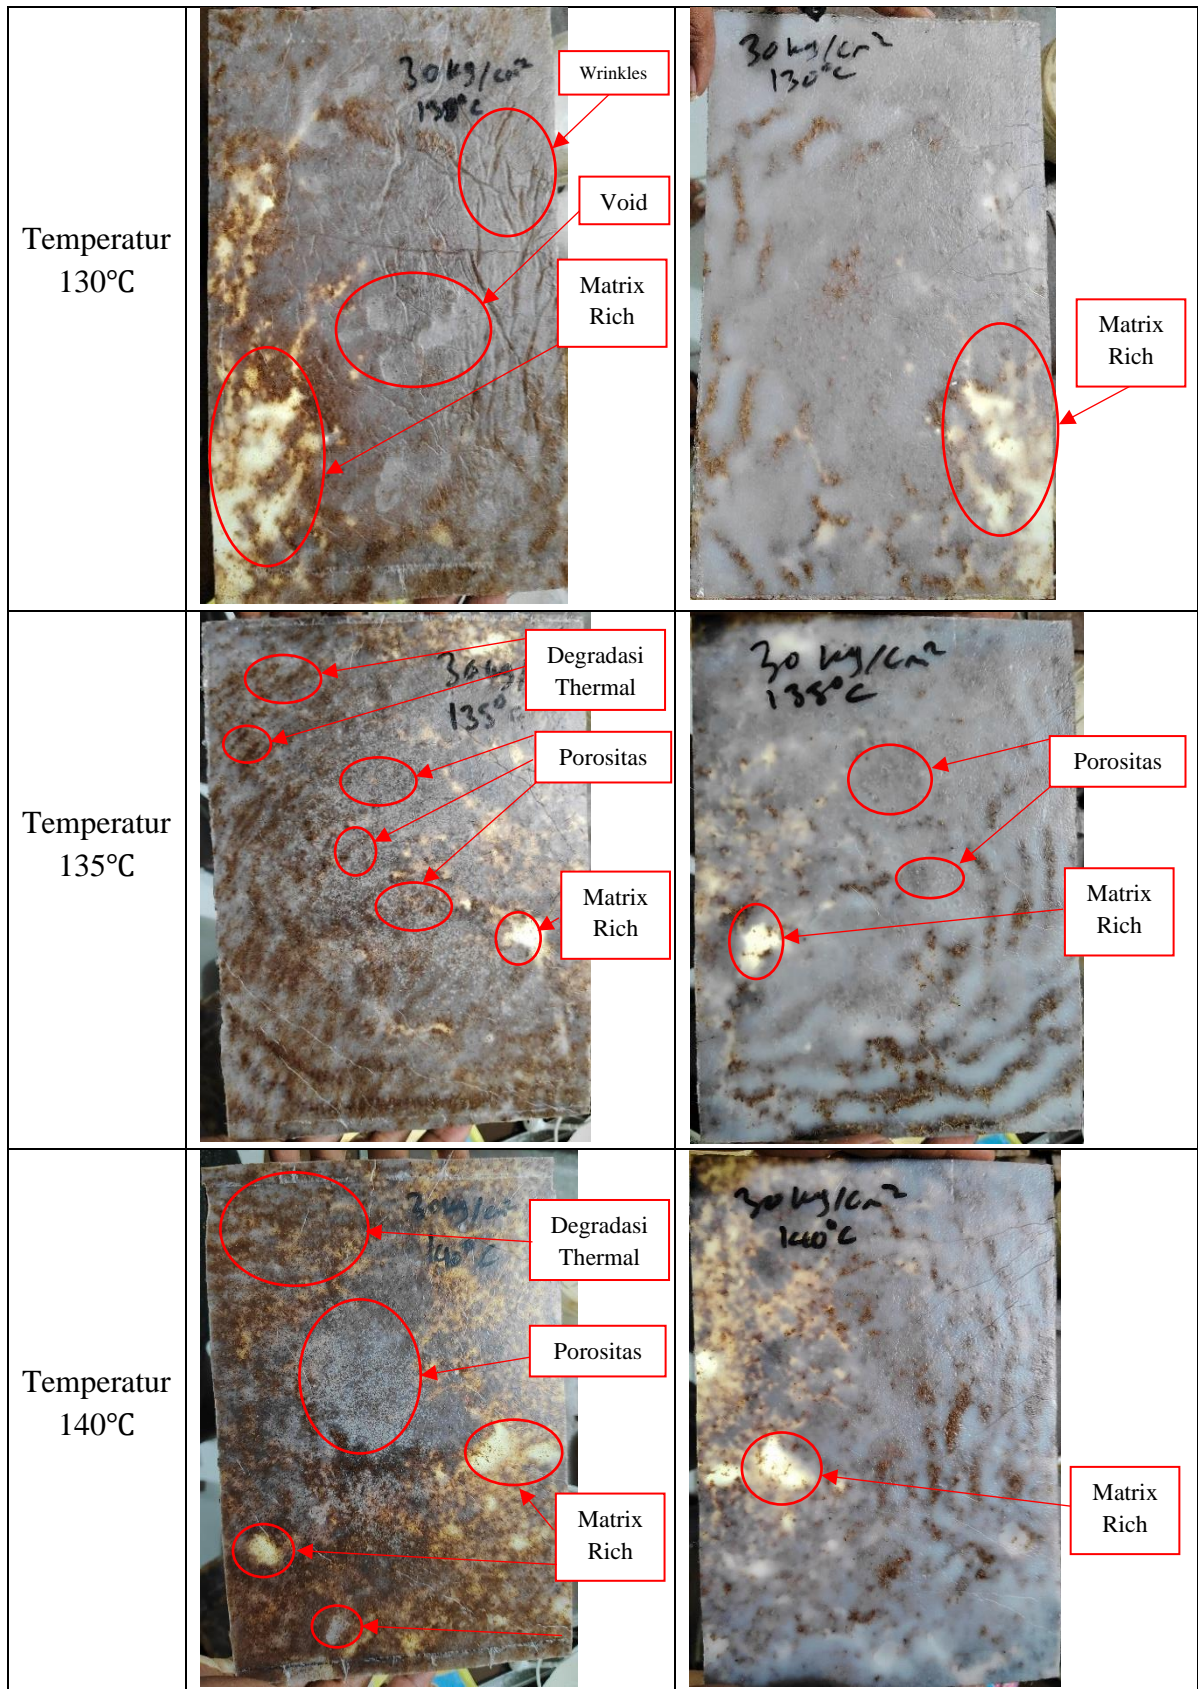 Temperatur
130℃
30 kg/cm2
130°C
Wrinkles
Void
Matrix
Rich
30 kg/cm2
130°C
Matrix
Rich
Temperatur
135℃
30 kg/
135°C
Degradasi
Thermal
Porositas
Matrix
Rich
30 kg/cm2
135°C
Porositas
Matrix
Rich
Temperatur
140℃
30 kg/cm2
140°C
Degradasi
Thermal
Porositas
Matrix
Rich
30 kg/cm2
140°C
Matrix
Rich